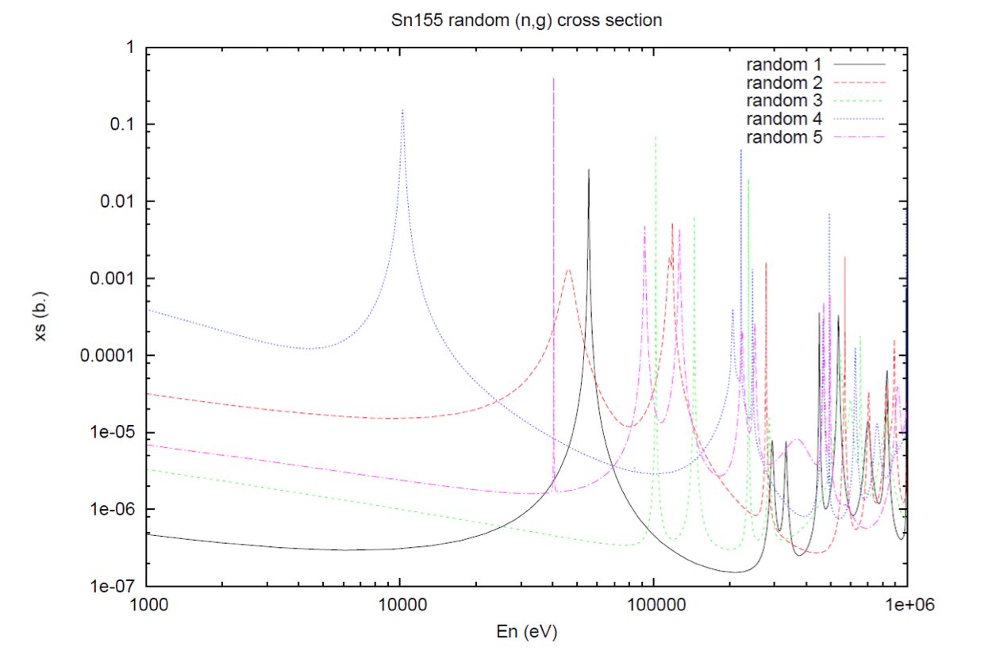 Sn155 random (n,g) cross section
1
0.1
0.01
0.001
0.0001
1e-05
1e-06
1e-07
xs (b.)
random 1
random 2
random 3
random 4
random 5
1000
10000
100000
1e+06
En (eV)